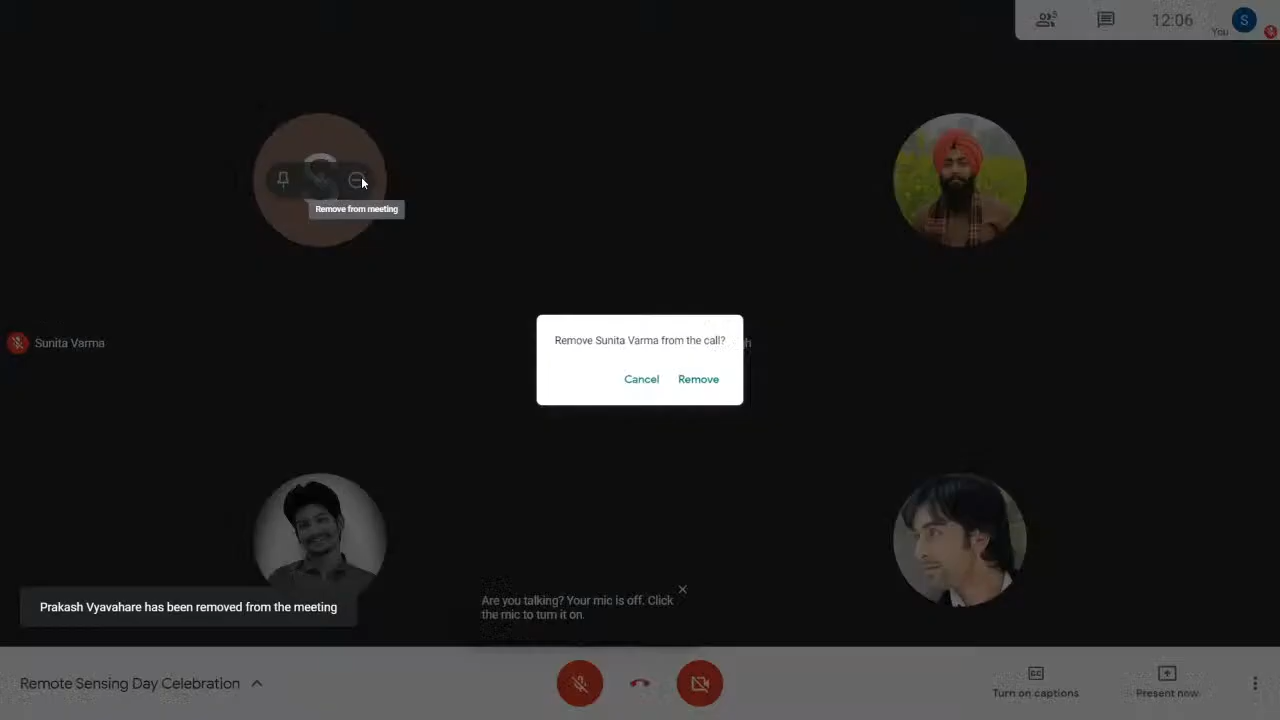 5
12:06
You
S
S
Remove from meeting
Sunita Varma
Remove Sunita Varma from the call?
h
Cancel
Remove
Prakash Vyavahare has been removed from the meeting
Are you talking? Your mic is off. Click
the mic to turn it on.
Remote Sensing Day Celebration
CC
Turn on captions
Present now